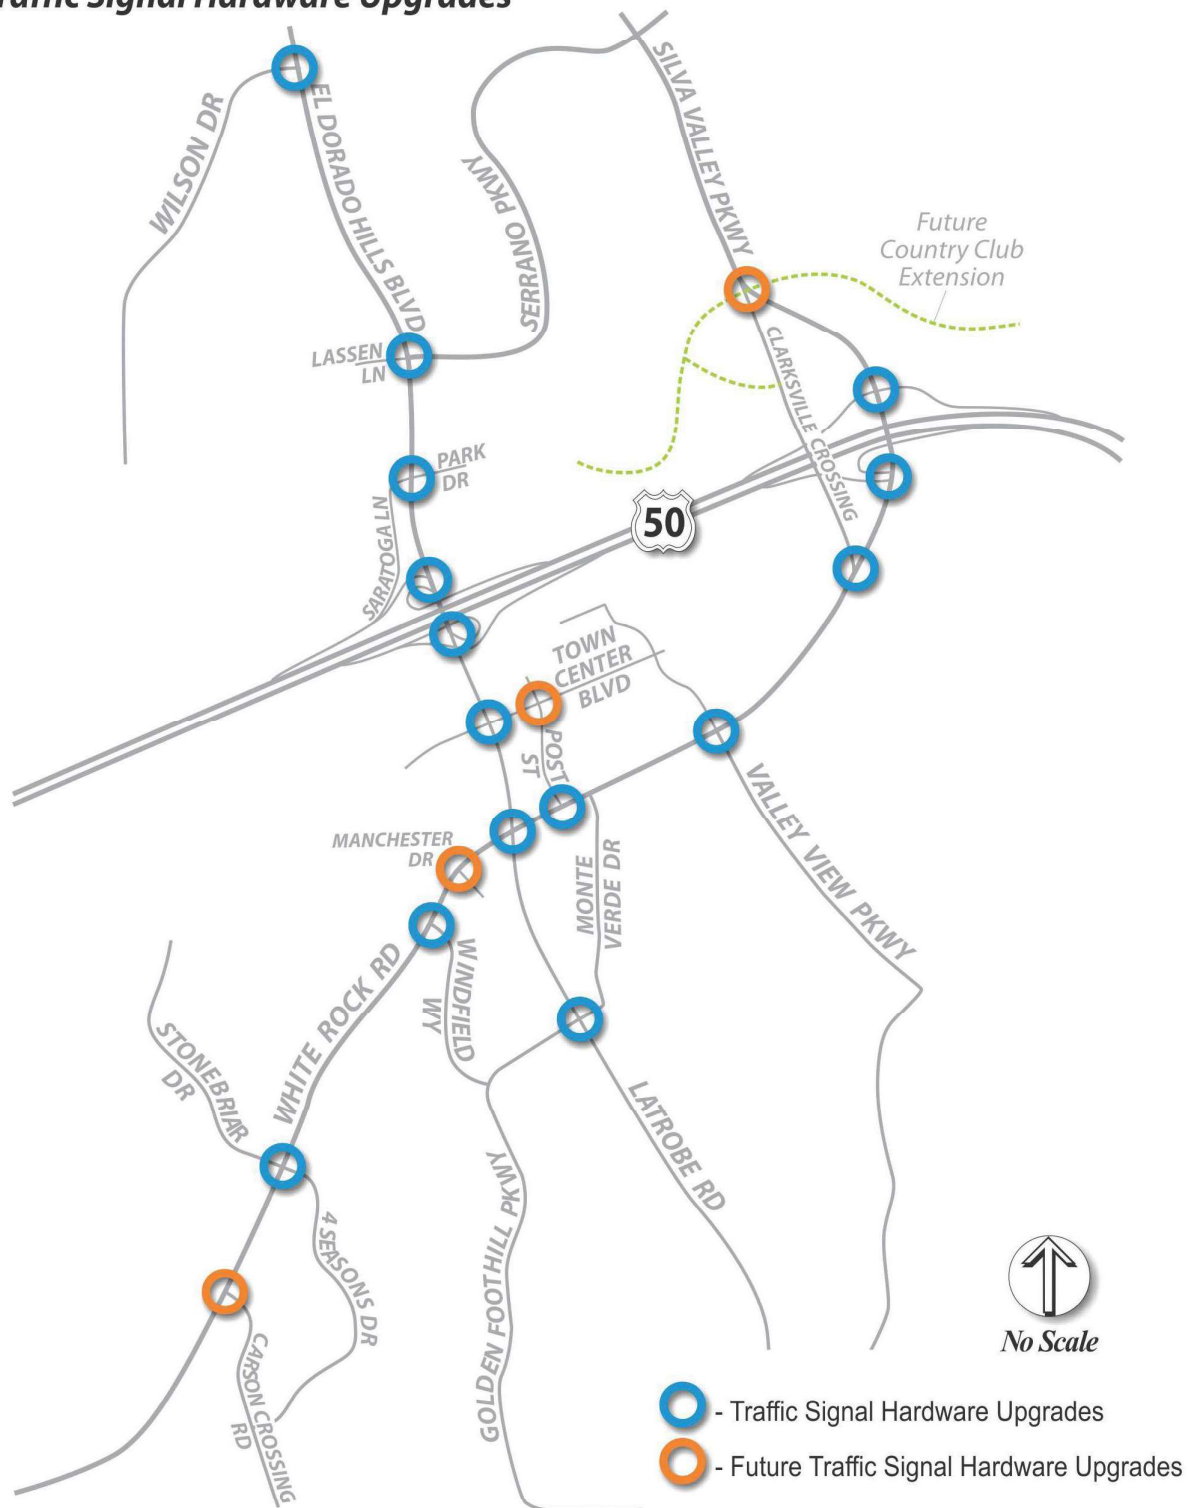 Traffic Signal Hardware Upgrades
WILSON DR
EL DORADO HILLS BLVD
SERRANO PKWY
SILVA VALLEY PKWY
Future
Country Club
Extension
LASSEN
LN
CLARKSVILLE CROSSING
PARK
DR
SARATOGA LN
50
TOWN
CENTER
BLVD
POST
ST
MANCHESTER
DR
MONTE
VERDE DR
VALLEY VIEW PKWY
WHITE ROCK RD
WINDFIELD
WY
STONEBRIAR
DR
LATROBE RD
GOLDEN FOOTHILL PKWY
4 SEASONS DR
CARSON CROSSING
RD
No Scale
- Traffic Signal Hardware Upgrades
- Future Traffic Signal Hardware Upgrades